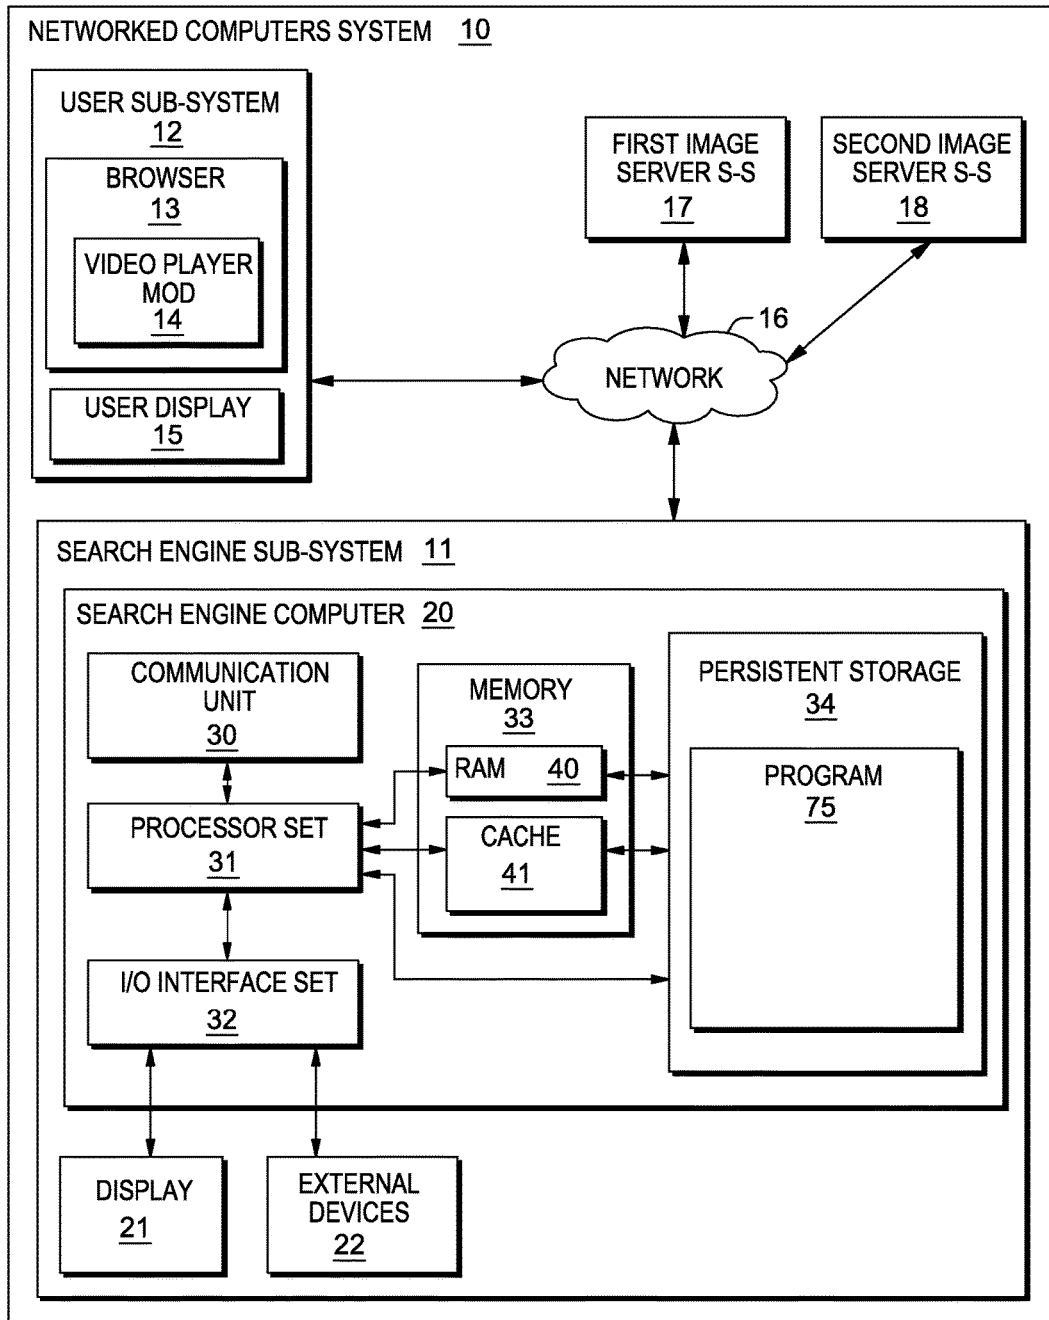 NETWORKED COMPUTERS SYSTEM 10
USER SUB-SYSTEM
12
BROWSER
13
VIDEO PLAYER
MOD
14
USER DISPLAY
15
FIRST IMAGE
SERVER S-S
17
SECOND IMAGE
SERVER S-S
18
16
NETWORK
SEARCH ENGINE SUB-SYSTEM 11
SEARCH ENGINE COMPUTER 20
COMMUNICATION
UNIT
30
PROCESSOR SET
31
I/O INTERFACE SET
32
MEMORY
33
RAM 40
CACHE
41
PERSISTENT STORAGE
34
PROGRAM
75
DISPLAY
21
EXTERNAL
DEVICES
22